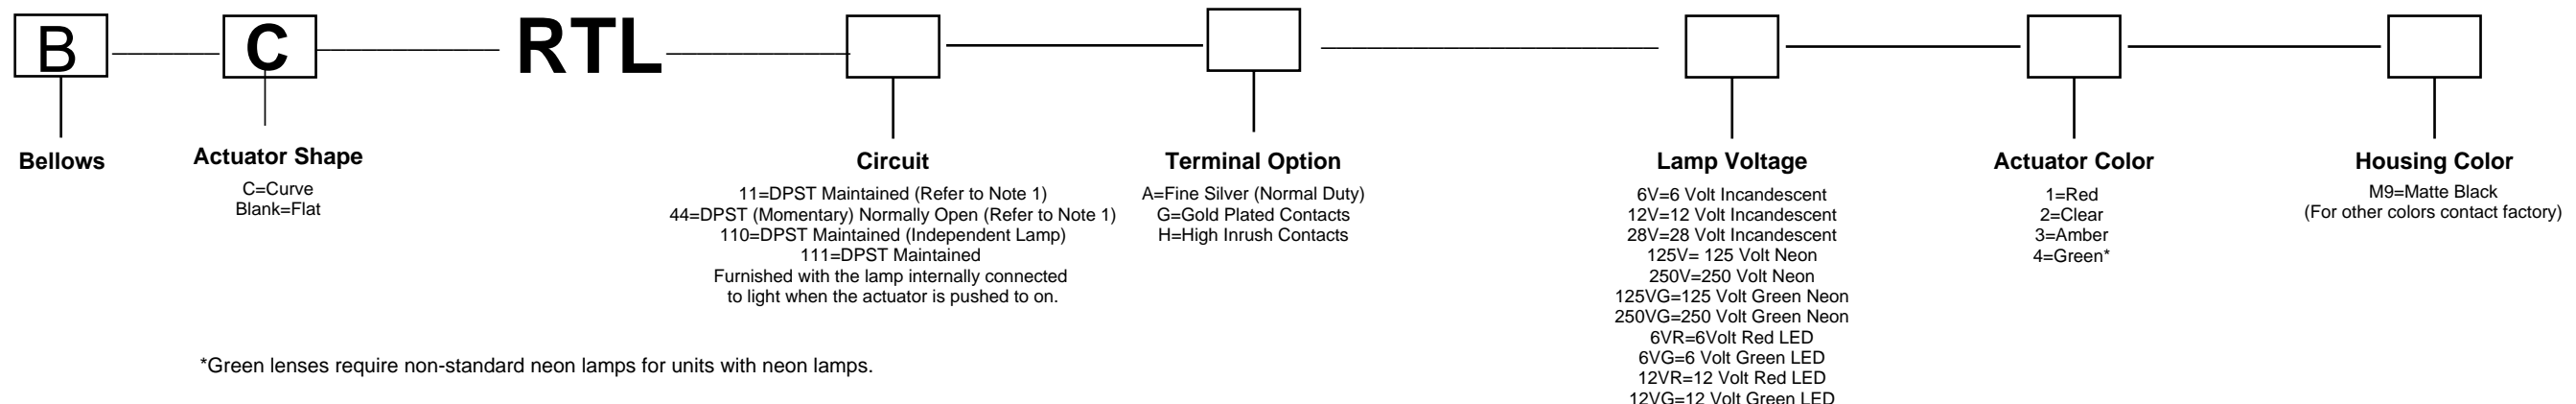 B C RTL
Bellows
Actuator Shape
C=Curve
Blank=Flat
Circuit
11=DPST Maintained (Refer to Note 1)
44=DPST (Momentary) Normally Open (Refer to Note 1)
110=DPST Maintained (Independent Lamp)
111=DPST Maintained
Furnished with the lamp internally connected
to light when the actuator is pushed to on.
Terminal Option
A=Fine Silver (Normal Duty)
G=Gold Plated Contacts
H=High Inrush Contacts
Lamp Voltage
6V=6 Volt Incandescent
12V=12 Volt Incandescent
28V=28 Volt Incandescent
125V= 125 Volt Neon
250V=250 Volt Neon
125VG=125 Volt Green Neon
250VG=250 Volt Green Neon
6VR=6Volt Red LED
6VG=6 Volt Green LED
12VR=12 Volt Red LED
12VG=12 Volt Green LED
Actuator Color
1=Red
2=Clear
3=Amber
4=Green*
Housing Color
M9=Matte Black
(For other colors contact factory)
*Green lenses require non-standard neon lamps for units with neon lamps.